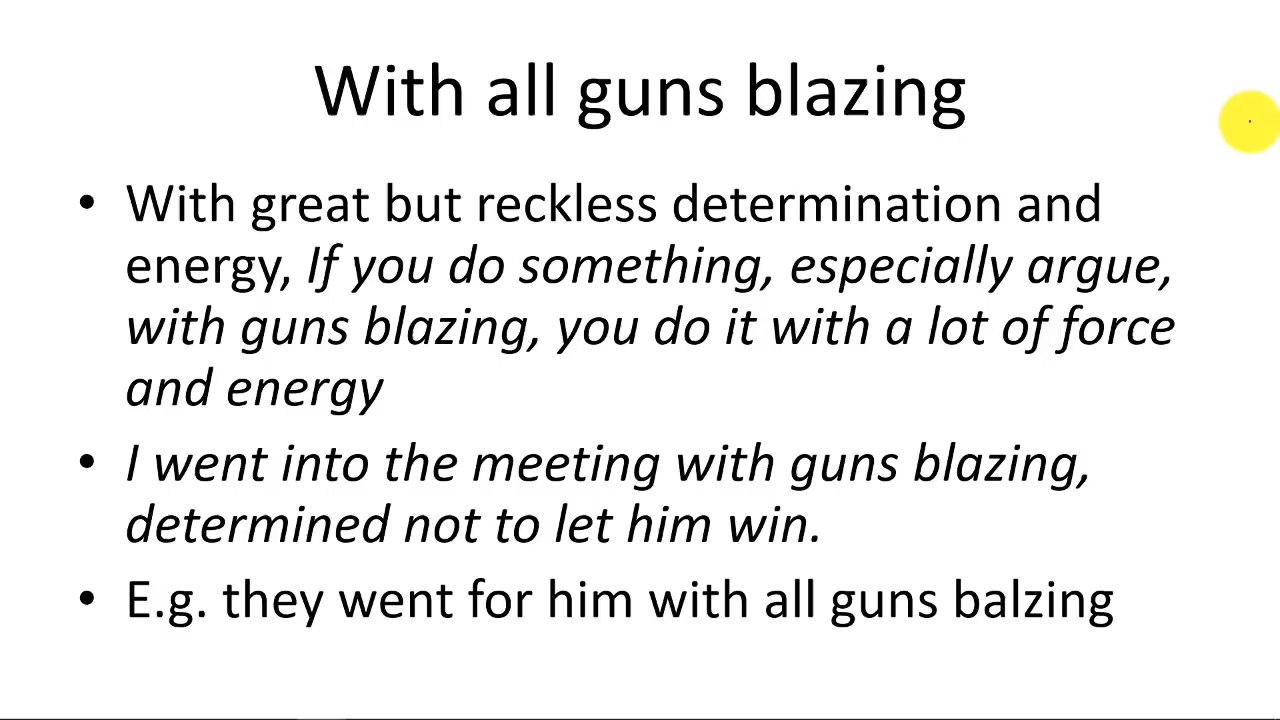 With all guns blazing
• With great but reckless determination and
energy, If you do something, especially argue,
with guns blazing, you do it with a lot of force
and energy
• I went into the meeting with guns blazing,
determined not to let him win.
• E.g. they went for him with all guns balzing